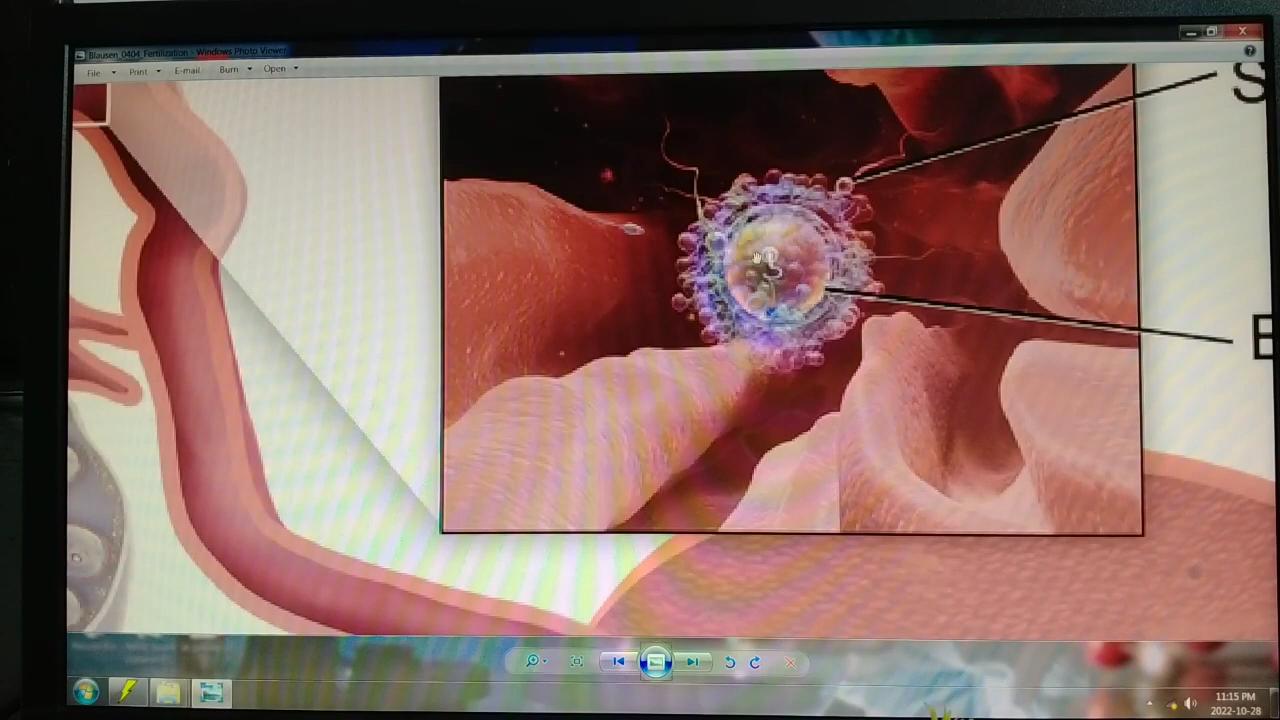 Blausen_0404_Fertilization - Windows Photo Viewer
File Print E-mail Burn Open
S
E
11:15 PM
2022-10-28